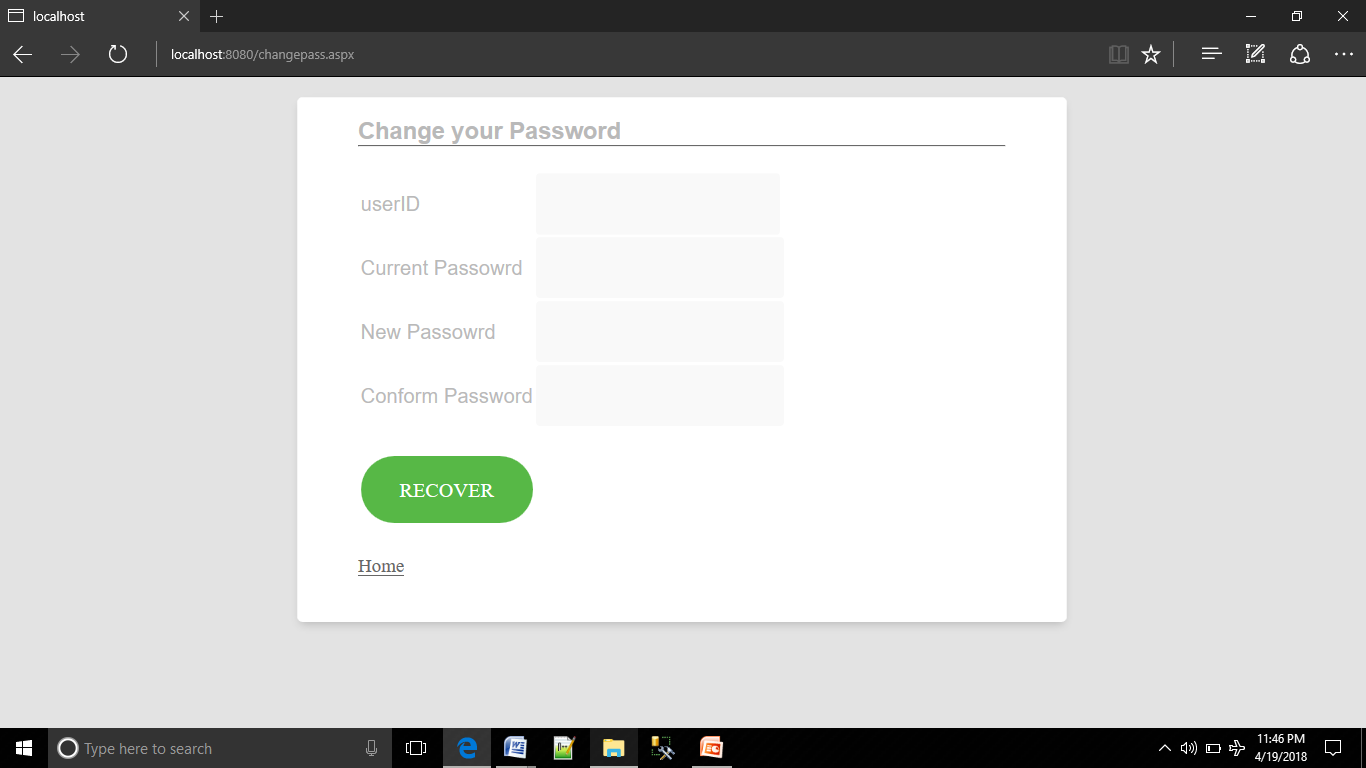 localhost
localhost:8080/changepass.aspx
Change your Password
userID
Current Passowrd
New Passowrd
Conform Password
RECOVER
Home
Type here to search
11:46 PM
4/19/2018